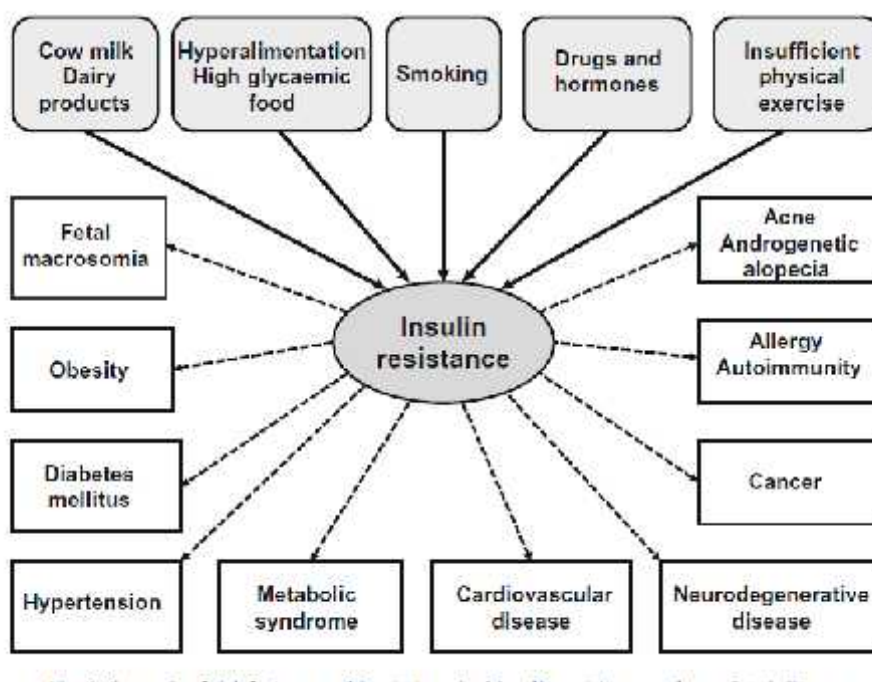 Cow milk
Dairy
products
Hyperalimentation
High glycaemic
food
Smoking
Drugs and
hormones
Insufficient
physical
exercise
Fetal
macrosomia
Acne
Androgenetic
alopecia
Insulin
resistance
Obesity
Allergy
Autoimmunity
Diabetes
mellitus
Cancer
Hypertension
Metabolic
syndrome
Cardiovascular
disease
Neurodegenerative
disease